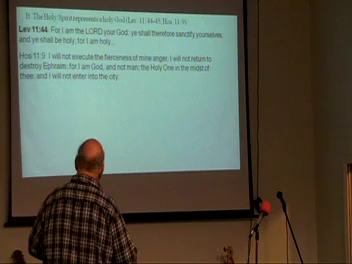 It The Holy Spirit represents a holy God (Lev. 11:44-45; Hos. 11:9).
Lev 11:44. For I am the LORD your God: ye shall therefore sanctify yourselves,
and ye shall be holy; for I am holy...
Hos 11:9 I will not execute the fierceness of mine anger, I will not return to
destroy Ephraim: for I am God, and not man; the Holy One in the midst of
thee: and I will not enter into the city.